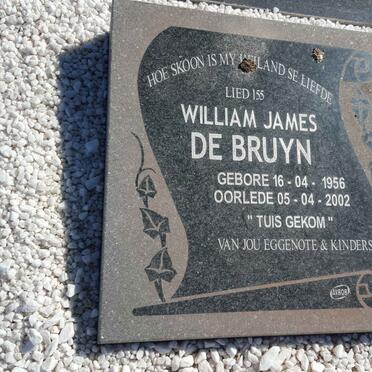 HOE SKOON IS MY HEILAND SE LIEFDE
LIED 155
WILLIAM JAMES
DE BRUYN
GEBORE 16 - 04 - 1956
OORLEDE 05 - 04 - 2002
" TUIS GEKOM "
VAN JOU EGGENOTE & KINDERS